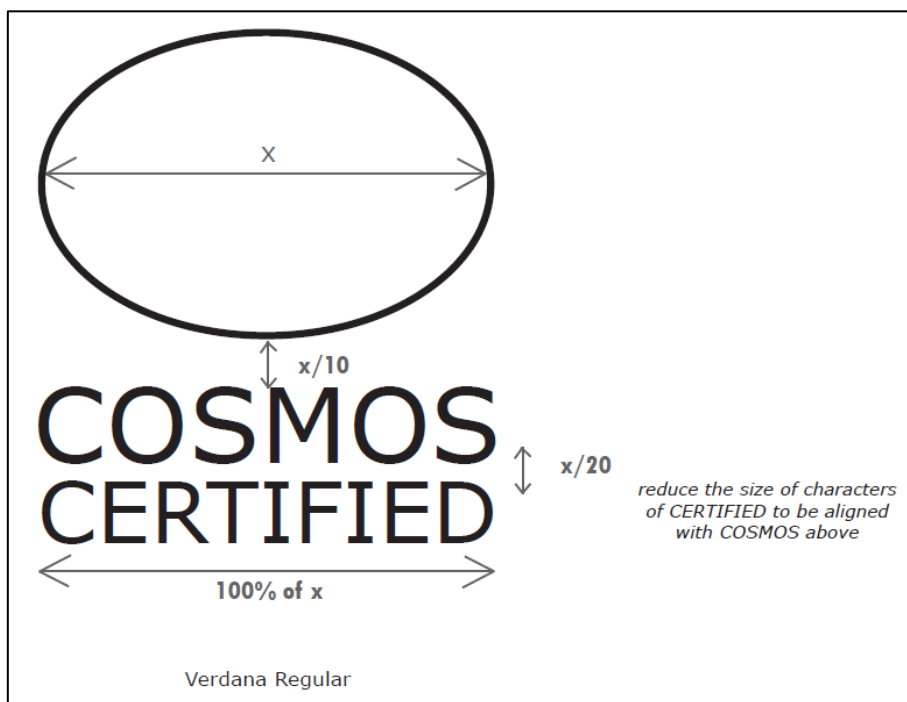 x
x/10
COSMOS
x/20
CERTIFIED
reduce the size of characters
of CERTIFIED to be aligned
with COSMOS above
100% of x
Verdana Regular